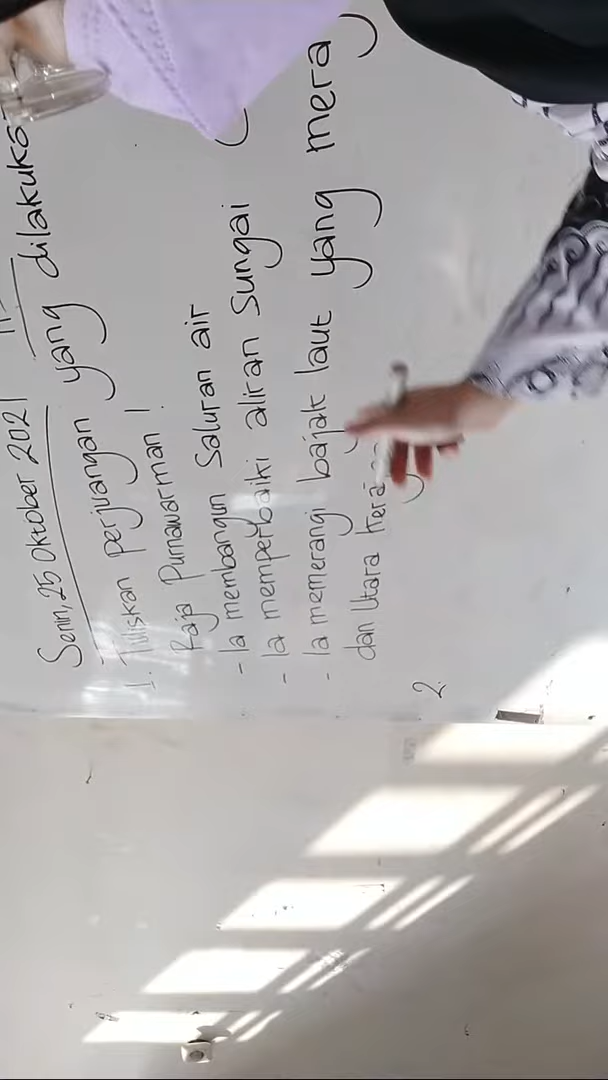 Senin, 25 Oktober 2021
1. Tuliskan perjuangan yang dilakuka
Raja Purnawarman!
- Ia membangun Saluran air
- Ia memperbaiki aliran Sungai
- Ia memerangi bajak laut yang mera
dan Utara Kera
2.